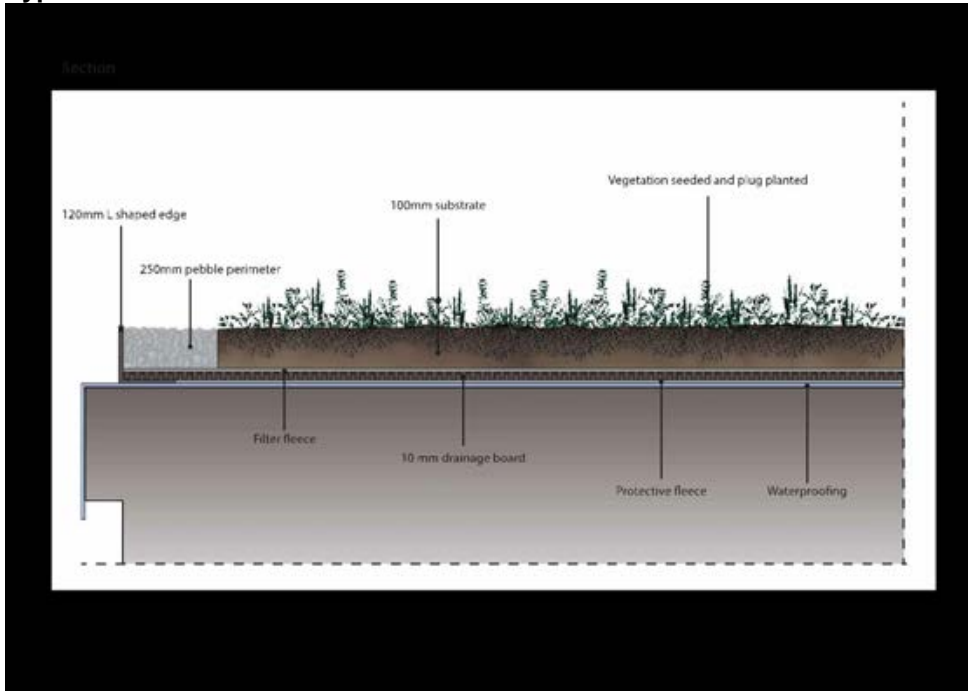 Section
Vegetation seeded and plug planted
100mm substrate
120mm L shaped edge
250mm pebble perimeter
Filter fleece
10 mm drainage board
Protective fleece
Waterproofing